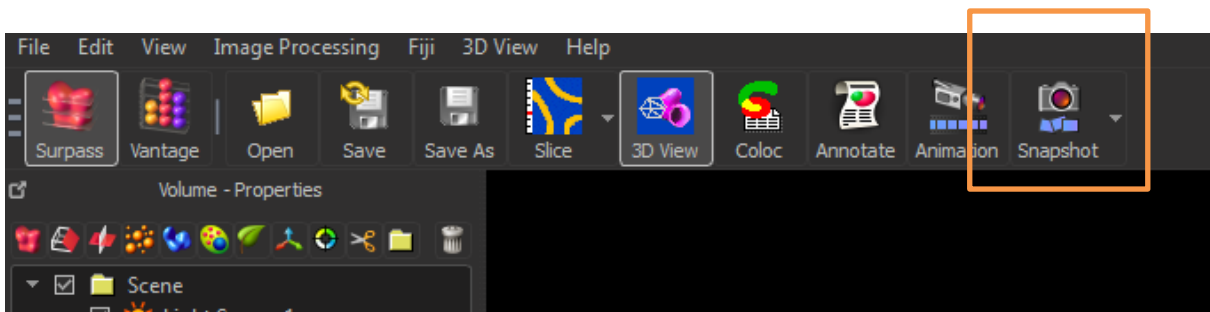 File Edit View Image Processing Fiji 3D View Help
Surpass Vantage Open Save Save As Slice 3D View Coloc Annotate Animation Snapshot
Volume - Properties
Scene